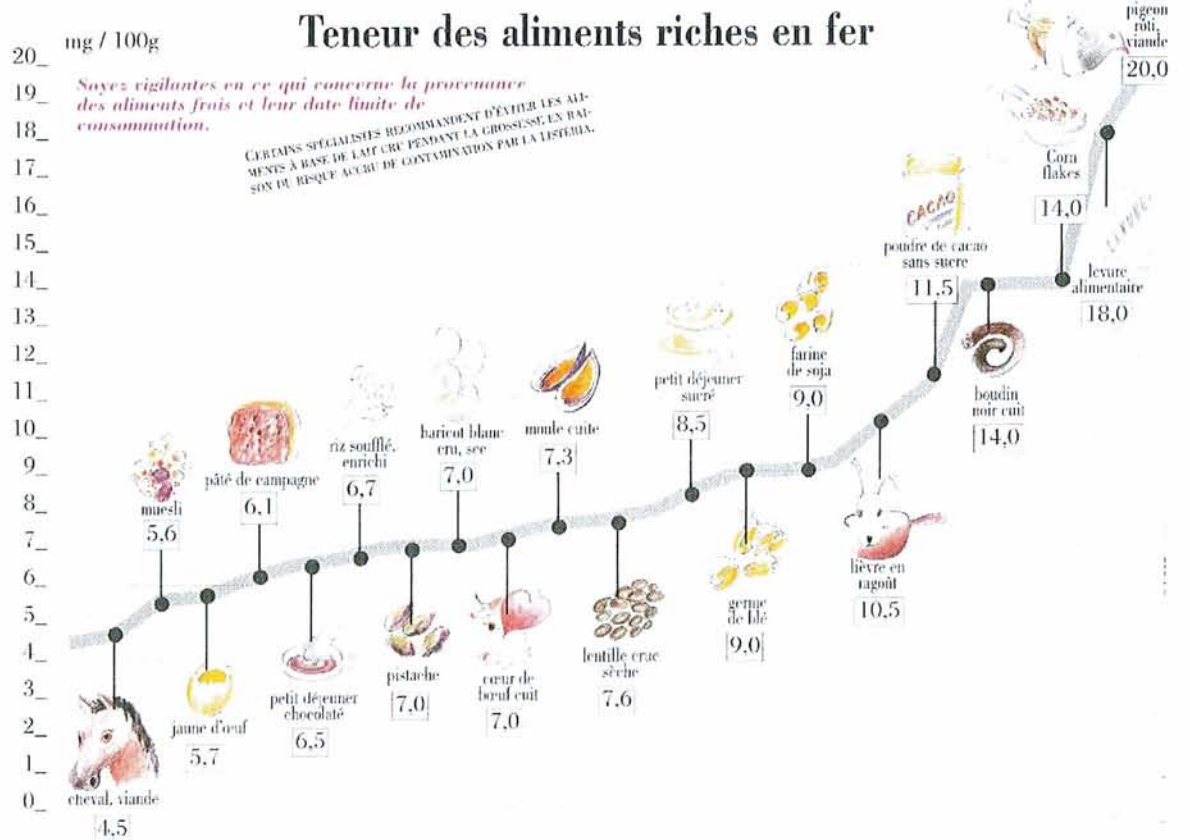 Teneur des aliments riches en fer
mg / 100g
Soyez vigilantes en ce qui concerne la provenance
des aliments frais et leur date limite de
consommation.
CERTAINS SPÉCIALISTES RECOMMANDENT D'ÉVITER LES ALI-
MENTS À BASE DE LAIT CRU PENDANT LA GROSSESSE EN RAI-
SON DU RISQUE ACCRU DE CONTAMINATION PAR LA LISTÉRIA.
20_
19_
18_
17_
16_
15_
14_
13_
12_
11_
10_
9_
8_
7_
6_
5_
4_
3_
2_
1_
0_
cheval, viande
4,5
muesli
5,6
jaune d'œuf
5,7
pâté de campagne
6,1
petit déjeuner
chocolaté
6,5
riz soufflé,
enrichi
6,7
pistache
7,0
haricot blanc
cru, sec
7,0
cœur de
bœuf cuit
7,0
moule cuite
7,3
lentille crue
sèche
7,6
petit déjeuner
sucré
8,5
germe
de blé
9,0
farine
de soja
9,0
lièvre en
ragoût
10,5
CACAO
poudre de cacao
sans sucre
11,5
boudin
noir cuit
14,0
Corn
flakes
14,0
LEVURE
levure
alimentaire
18,0
pigeon
rôti,
viande
20,0